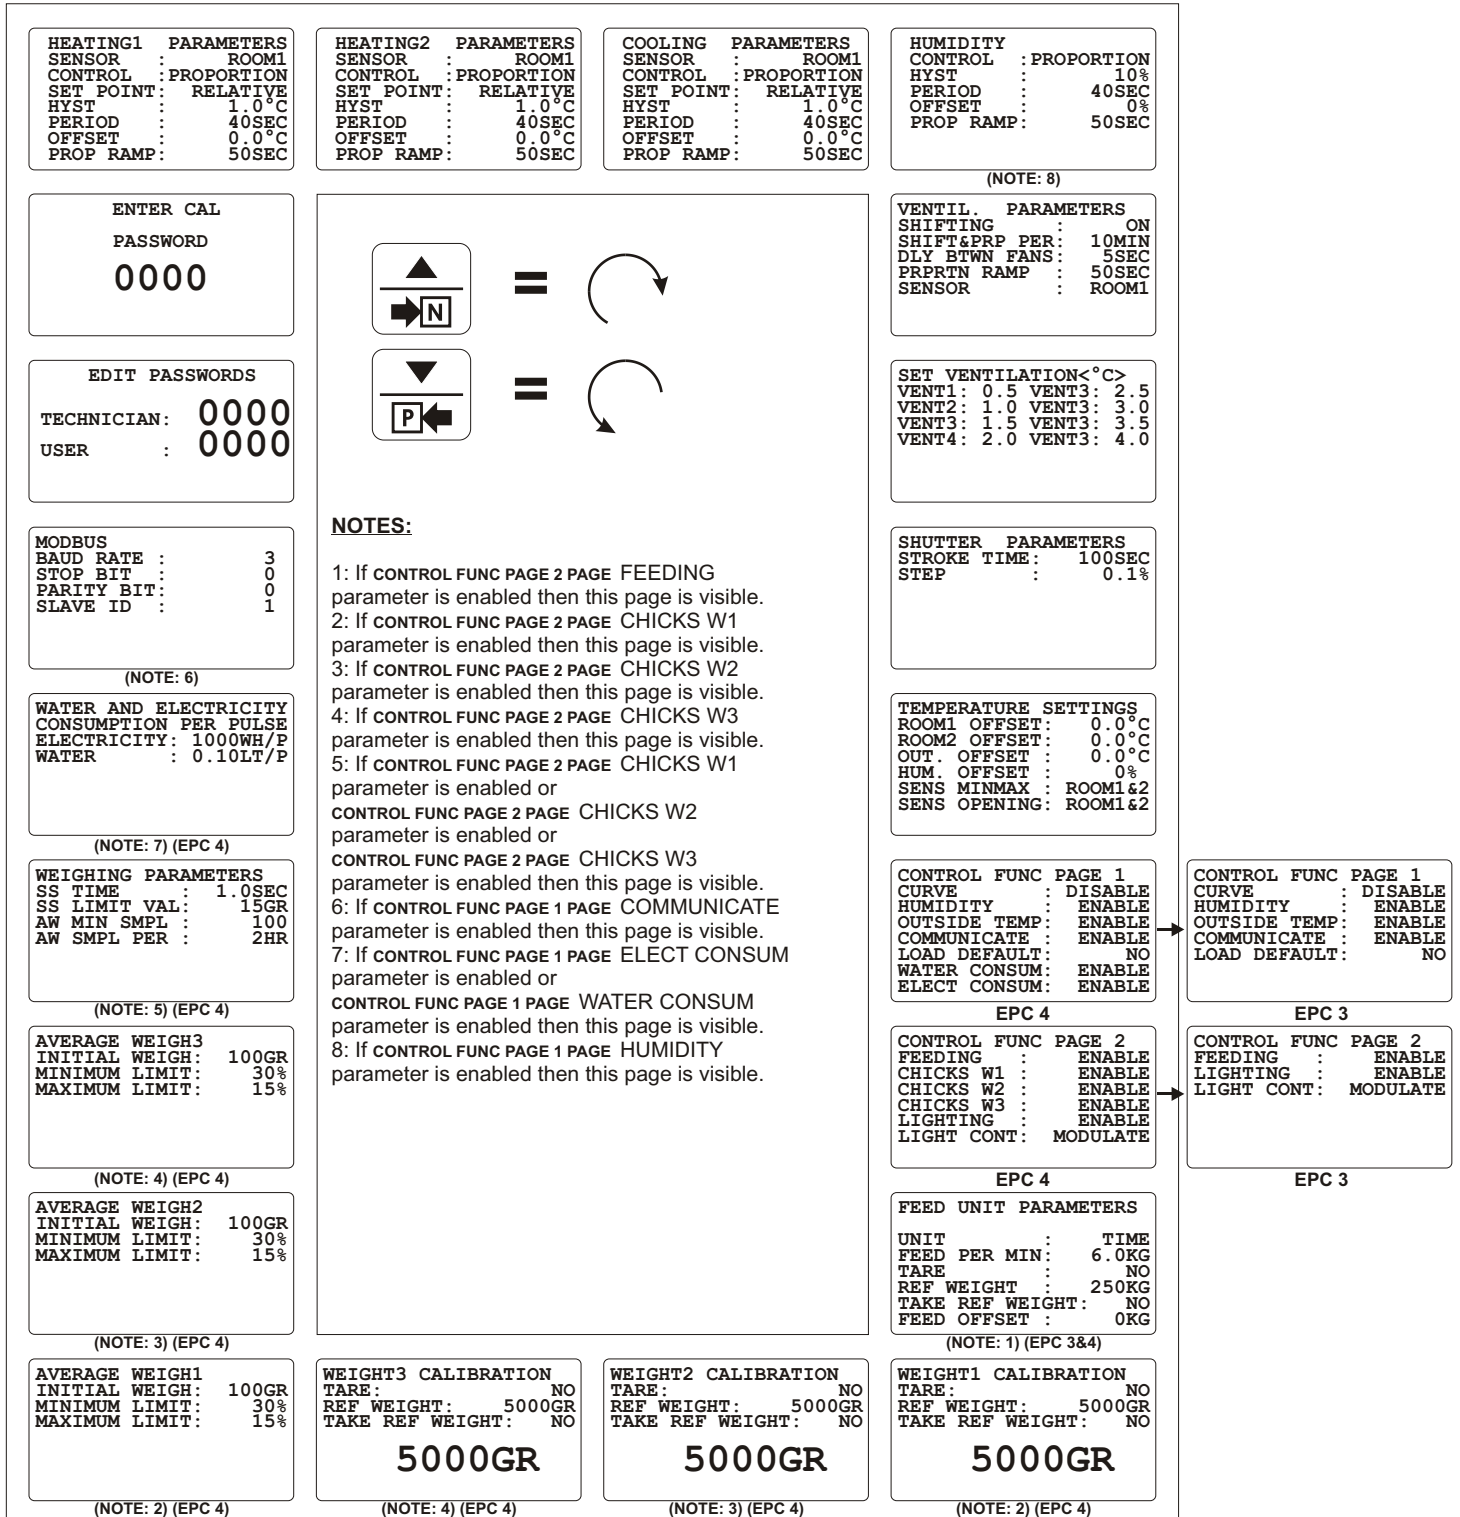 HEATING1 PARAMETERS
SENSOR : ROOM1
CONTROL :PROPORTION
SET POINT: RELATIVE
HYST : 1.0°C
PERIOD : 40SEC
OFFSET : 0.0°C
PROP RAMP: 50SEC
HEATING2 PARAMETERS
SENSOR : ROOM1
CONTROL :PROPORTION
SET POINT: RELATIVE
HYST : 1.0°C
PERIOD : 40SEC
OFFSET : 0.0°C
PROP RAMP: 50SEC
COOLING PARAMETERS
SENSOR : ROOM1
CONTROL :PROPORTION
SET POINT: RELATIVE
HYST : 1.0°C
PERIOD : 40SEC
OFFSET : 0.0°C
PROP RAMP: 50SEC
HUMIDITY
CONTROL :PROPORTION
HYST : 10%
PERIOD : 40SEC
OFFSET : 0%
PROP RAMP: 50SEC
(NOTE: 8)
ENTER CAL
PASSWORD
0000
N
=
P
=
VENTIL. PARAMETERS
SHIFTING : ON
SHIFT&PRP PER: 10MIN
DLY BTWN FANS: 5SEC
PRPRTN RAMP : 50SEC
SENSOR : ROOM1
EDIT PASSWORDS
TECHNICIAN: 0000
USER : 0000
SET VENTILATION<°C>
VENT1: 0.5 VENT3: 2.5
VENT2: 1.0 VENT3: 3.0
VENT3: 1.5 VENT3: 3.5
VENT4: 2.0 VENT3: 4.0
MODBUS
BAUD RATE : 3
STOP BIT : 0
PARITY BIT: 0
SLAVE ID : 1
(NOTE: 6)
NOTES:
1: If CONTROL FUNC PAGE 2 PAGE FEEDING
parameter is enabled then this page is visible.
2: If CONTROL FUNC PAGE 2 PAGE CHICKS W1
parameter is enabled then this page is visible.
3: If CONTROL FUNC PAGE 2 PAGE CHICKS W2
parameter is enabled then this page is visible.
4: If CONTROL FUNC PAGE 2 PAGE CHICKS W3
parameter is enabled then this page is visible.
5: If CONTROL FUNC PAGE 2 PAGE CHICKS W1
parameter is enabled or
CONTROL FUNC PAGE 2 PAGE CHICKS W2
parameter is enabled or
CONTROL FUNC PAGE 2 PAGE CHICKS W3
parameter is enabled then this page is visible.
6: If CONTROL FUNC PAGE 1 PAGE COMMUNICATE
parameter is enabled then this page is visible.
7: If CONTROL FUNC PAGE 1 PAGE ELECT CONSUM
parameter is enabled or
CONTROL FUNC PAGE 1 PAGE WATER CONSUM
parameter is enabled then this page is visible.
8: If CONTROL FUNC PAGE 1 PAGE HUMIDITY
parameter is enabled then this page is visible.
SHUTTER PARAMETERS
STROKE TIME: 100SEC
STEP : 0.1%
WATER AND ELECTRICITY
CONSUMPTION PER PULSE
ELECTRICITY: 1000WH/P
WATER : 0.10LT/P
(NOTE: 7) (EPC 4)
TEMPERATURE SETTINGS
ROOM1 OFFSET: 0.0°C
ROOM2 OFFSET: 0.0°C
OUT. OFFSET : 0.0°C
HUM. OFFSET : 0%
SENS MINMAX : ROOM1&2
SENS OPENING: ROOM1&2
WEIGHING PARAMETERS
SS TIME : 1.0SEC
SS LIMIT VAL: 15GR
AW MIN SMPL : 100
AW SMPL PER : 2HR
(NOTE: 5) (EPC 4)
CONTROL FUNC PAGE 1
CURVE : DISABLE
HUMIDITY : ENABLE
OUTSIDE TEMP: ENABLE
COMMUNICATE : ENABLE
LOAD DEFAULT: NO
WATER CONSUM: ENABLE
ELECT CONSUM: ENABLE
EPC 4
CONTROL FUNC PAGE 1
CURVE : DISABLE
HUMIDITY : ENABLE
OUTSIDE TEMP: ENABLE
COMMUNICATE : ENABLE
LOAD DEFAULT: NO
EPC 3
AVERAGE WEIGH3
INITIAL WEIGH: 100GR
MINIMUM LIMIT: 30%
MAXIMUM LIMIT: 15%
(NOTE: 4) (EPC 4)
CONTROL FUNC PAGE 2
FEEDING : ENABLE
CHICKS W1 : ENABLE
CHICKS W2 : ENABLE
CHICKS W3 : ENABLE
LIGHTING : ENABLE
LIGHT CONT: MODULATE
EPC 4
CONTROL FUNC PAGE 2
FEEDING : ENABLE
LIGHTING : ENABLE
LIGHT CONT: MODULATE
EPC 3
AVERAGE WEIGH2
INITIAL WEIGH: 100GR
MINIMUM LIMIT: 30%
MAXIMUM LIMIT: 15%
(NOTE: 3) (EPC 4)
FEED UNIT PARAMETERS
UNIT : TIME
FEED PER MIN: 6.0KG
TARE : NO
REF WEIGHT : 250KG
TAKE REF WEIGHT: NO
FEED OFFSET : 0KG
(NOTE: 1) (EPC 3&4)
AVERAGE WEIGH1
INITIAL WEIGH: 100GR
MINIMUM LIMIT: 30%
MAXIMUM LIMIT: 15%
(NOTE: 2) (EPC 4)
WEIGHT3 CALIBRATION
TARE: NO
REF WEIGHT: 5000GR
TAKE REF WEIGHT: NO
5000GR
(NOTE: 4) (EPC 4)
WEIGHT2 CALIBRATION
TARE: NO
REF WEIGHT: 5000GR
TAKE REF WEIGHT: NO
5000GR
(NOTE: 3) (EPC 4)
WEIGHT1 CALIBRATION
TARE: NO
REF WEIGHT: 5000GR
TAKE REF WEIGHT: NO
5000GR
(NOTE: 2) (EPC 4)